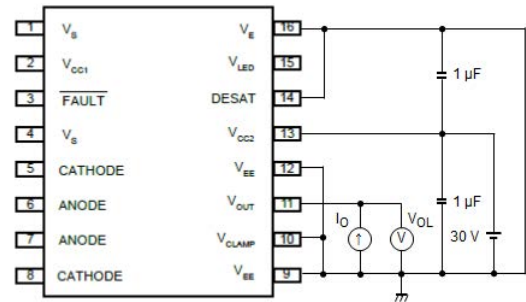 1 V_S V_E 16
2 V_CC1 V_LED 15
3 FAULT DESAT 14
4 V_S V_CC2 13
5 CATHODE V_EE 12
6 ANODE V_OUT 11
7 ANODE V_CLAMP 10
8 CATHODE V_EE 9
1 µF
1 µF
I_O ↑
V_OL V
30 V